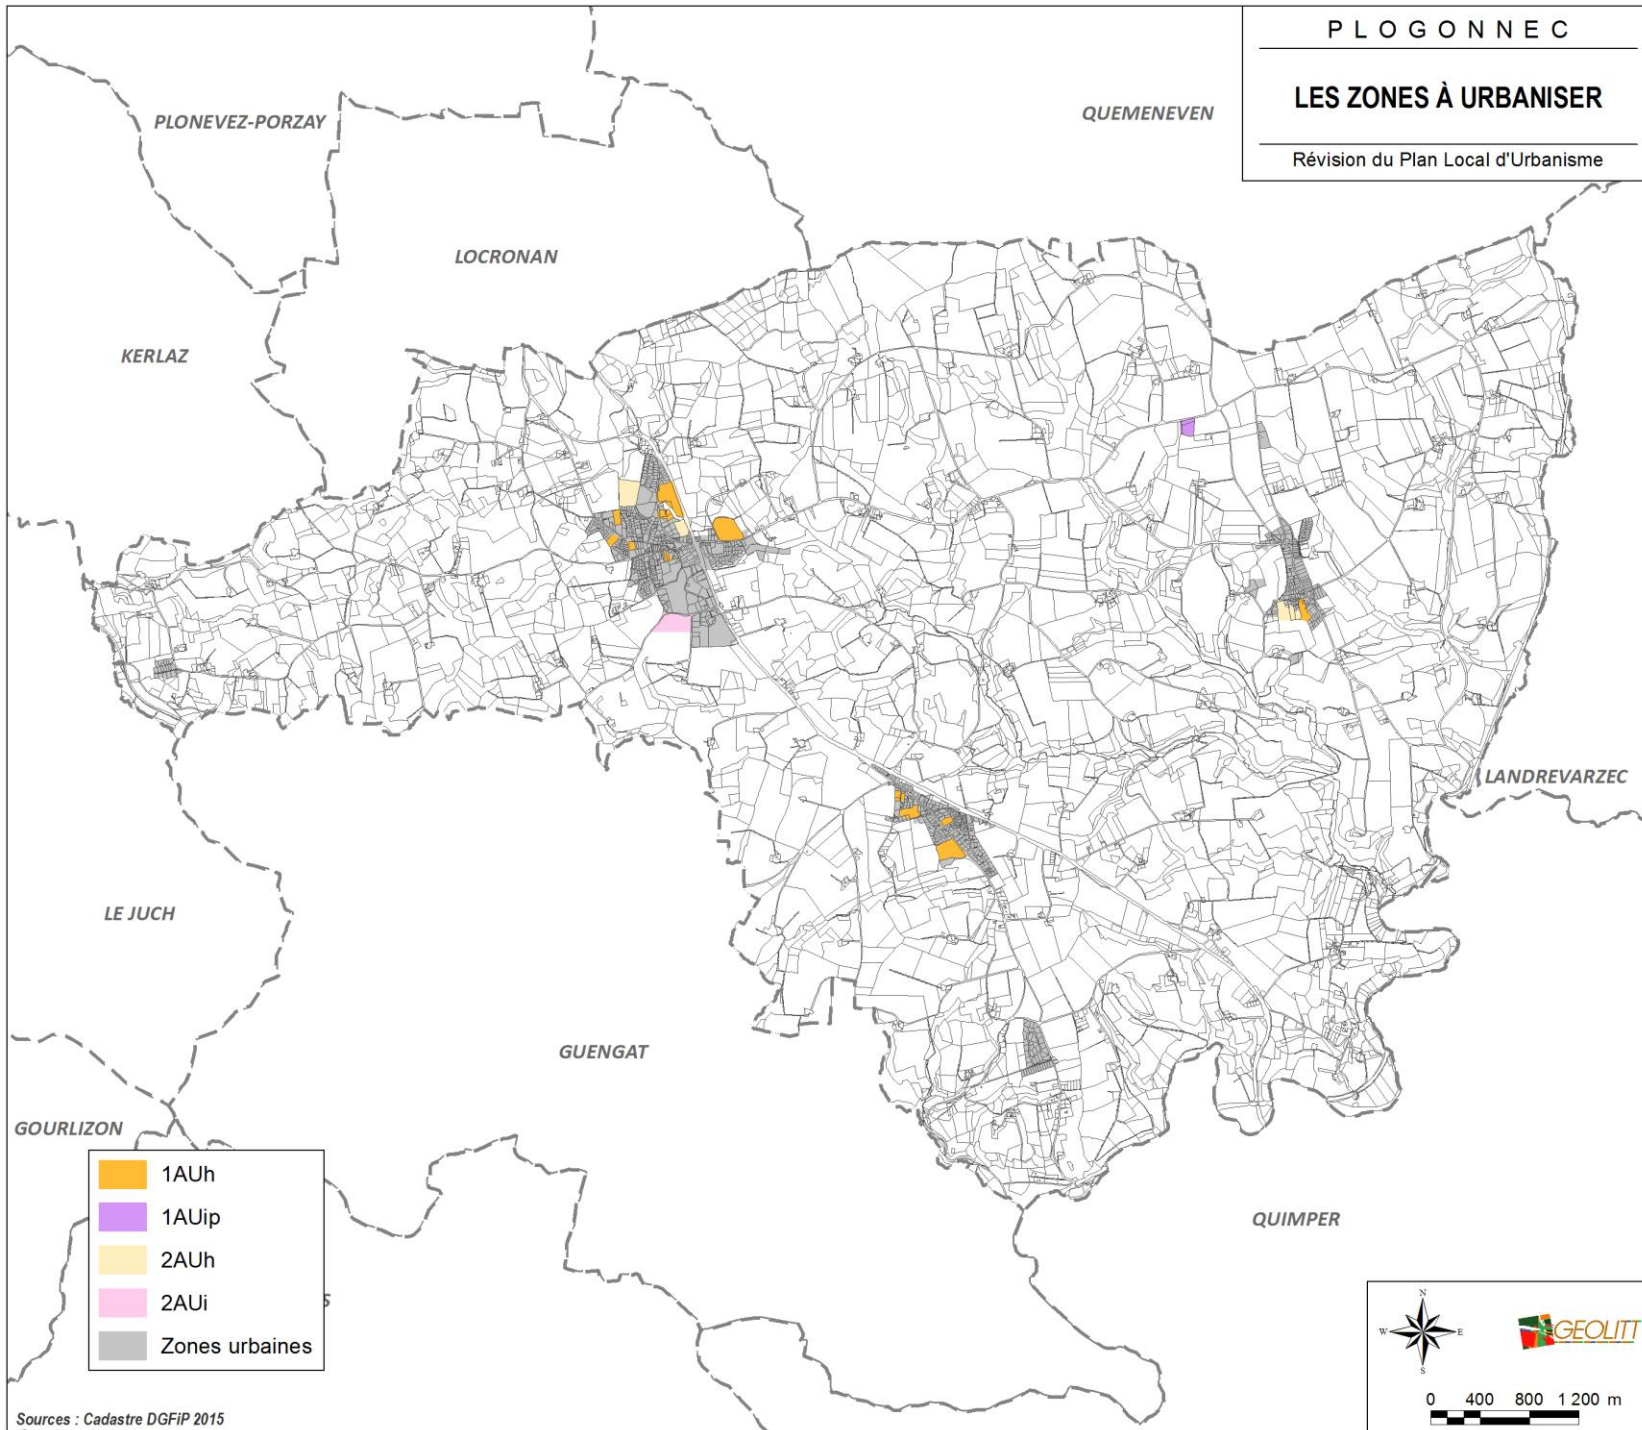 PLOGONNEC
LES ZONES À URBANISER
Révision du Plan Local d'Urbanisme
QUEMENEVEN
PLONEVEZ-PORZAY
LOCRONAN
KERLAZ
LANDREVARZEC
LE JUCH
GUENGAT
GOURLIZON
QUIMPER
1AUh
1AUip
2AUh
2AUi
Zones urbaines
S
N
W E
S
GEOLITT
0 400 800 1 200 m
Sources : Cadastre DGFiP 2015